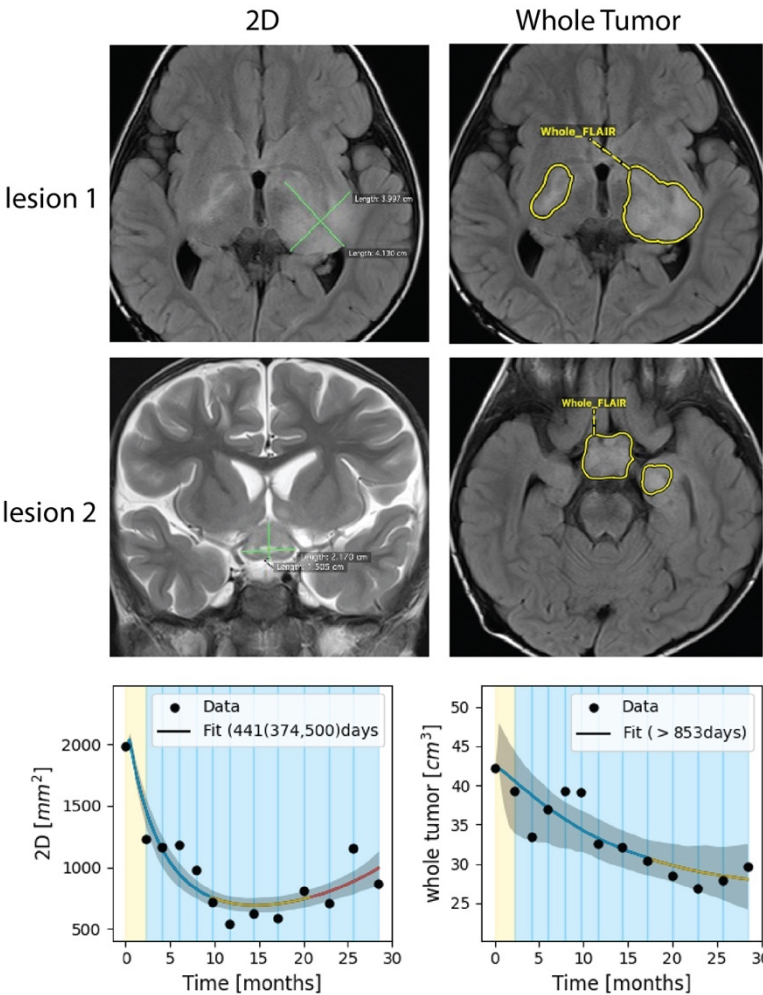 2D
Whole Tumor
lesion 1
Length: 3.997 cm
Length: 4.130 cm
Whole_FLAIR
lesion 2
Length: 2.170 cm
Length: 1.505 cm
Whole_FLAIR
Data
Fit (441(374,500)days
2D [mm²]
2000
1500
1000
500
0 5 10 15 20 25 30
Time [months]
Data
Fit ( > 853days)
whole tumor [cm³]
50
45
40
35
30
25
0 5 10 15 20 25 30
Time [months]